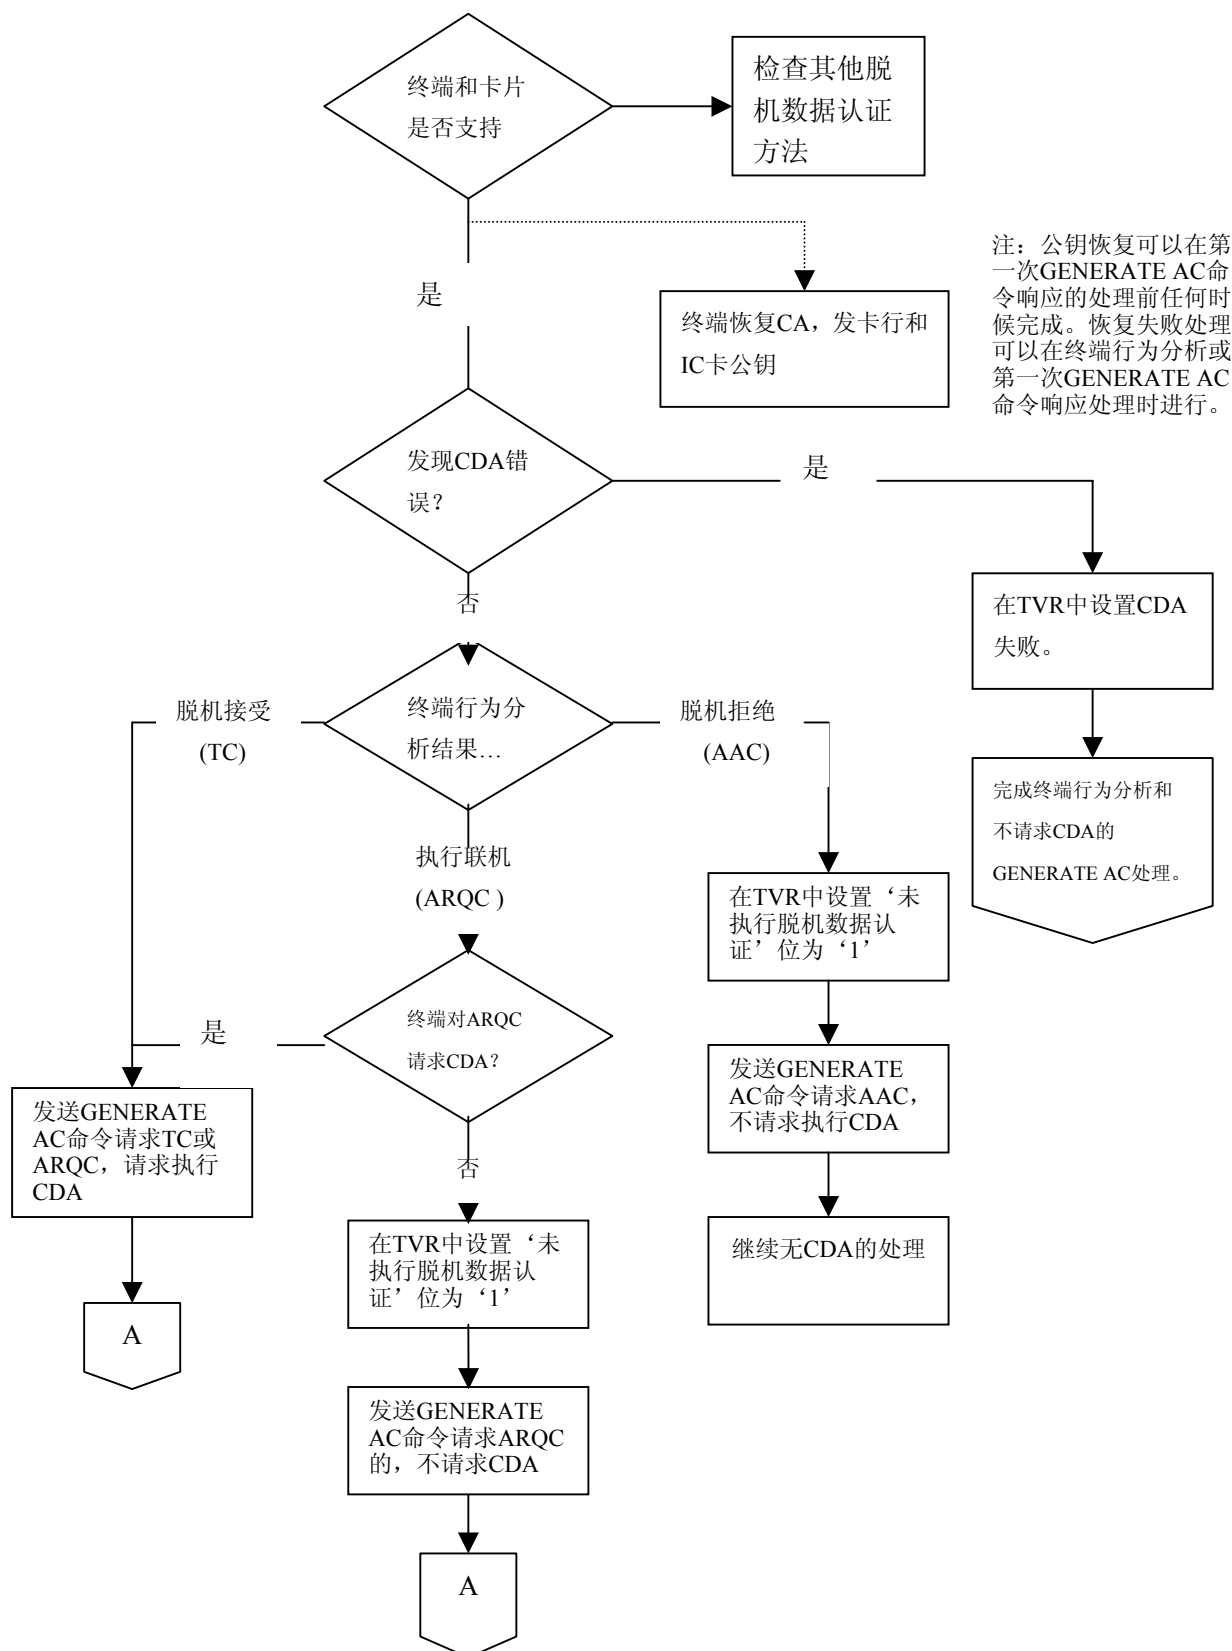 终端和卡片
是否支持
检查其他脱
机数据认证
方法
是
终端恢复CA，发卡行和
IC卡公钥
注：公钥恢复可以在第
一次GENERATE AC命
令响应的处理前任何时
候完成。恢复失败处理
可以在终端行为分析或
第一次GENERATE AC
命令响应处理时进行。
发现CDA错
误？
是
否
在TVR中设置CDA
失败。
完成终端行为分析和
不请求CDA的
GENERATE AC处理。
终端行为分
析结果…
脱机接受
(TC)
脱机拒绝
(AAC)
执行联机
(ARQC )
在TVR中设置‘未
执行脱机数据认
证’位为‘1’
发送GENERATE
AC命令请求AAC，
不请求执行CDA
继续无CDA的处理
终端对ARQC
请求CDA？
是
否
发送GENERATE
AC命令请求TC或
ARQC，请求执行
CDA
A
在TVR中设置‘未
执行脱机数据认
证’位为‘1’
发送GENERATE
AC命令请求ARQC
的，不请求CDA
A